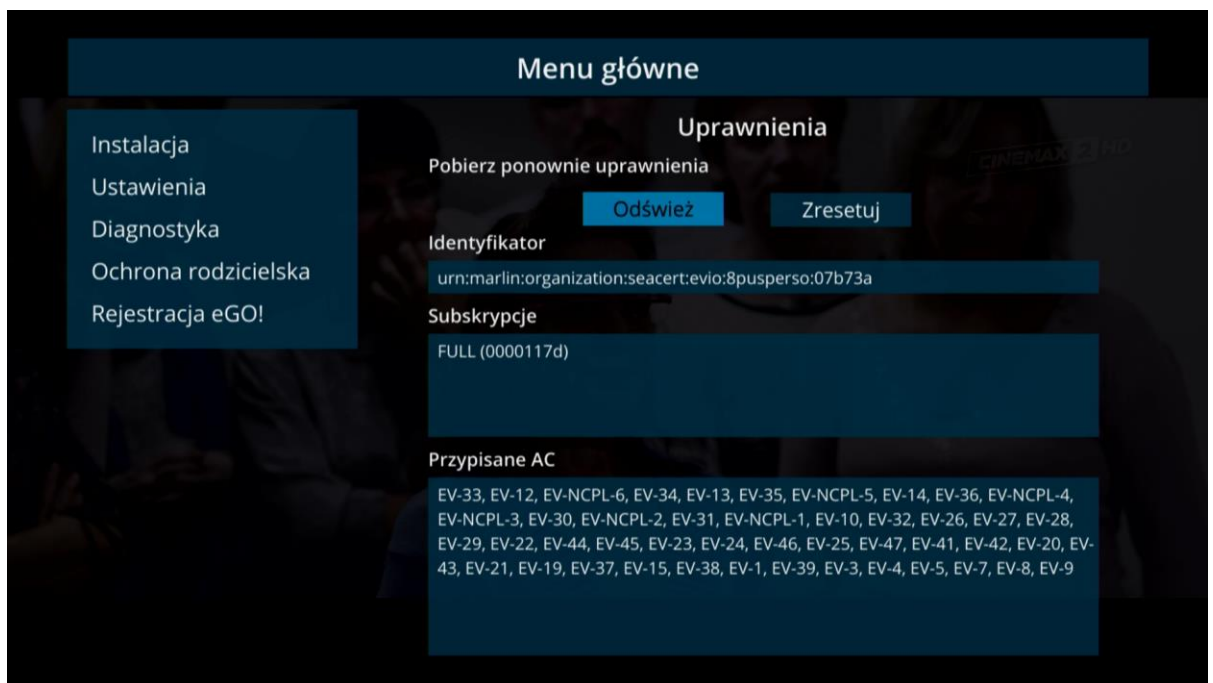 Menu główne
Instalacja
Ustawienia
Diagnostyka
Ochrona rodzicielska
Rejestracja eGO!
Uprawnienia
CINEMAX 2 HD
Pobierz ponownie uprawnienia
Odśwież
Zresetuj
Identyfikator
urn:marlin:organization:seacert:evio:8pusperso:07b73a
Subskrypcje
FULL (0000117d)
Przypisane AC
EV-33, EV-12, EV-NCPL-6, EV-34, EV-13, EV-35, EV-NCPL-5, EV-14, EV-36, EV-NCPL-4,
EV-NCPL-3, EV-30, EV-NCPL-2, EV-31, EV-NCPL-1, EV-10, EV-32, EV-26, EV-27, EV-28,
EV-29, EV-22, EV-44, EV-45, EV-23, EV-24, EV-46, EV-25, EV-47, EV-41, EV-42, EV-20, EV-
43, EV-21, EV-19, EV-37, EV-15, EV-38, EV-1, EV-39, EV-3, EV-4, EV-5, EV-7, EV-8, EV-9